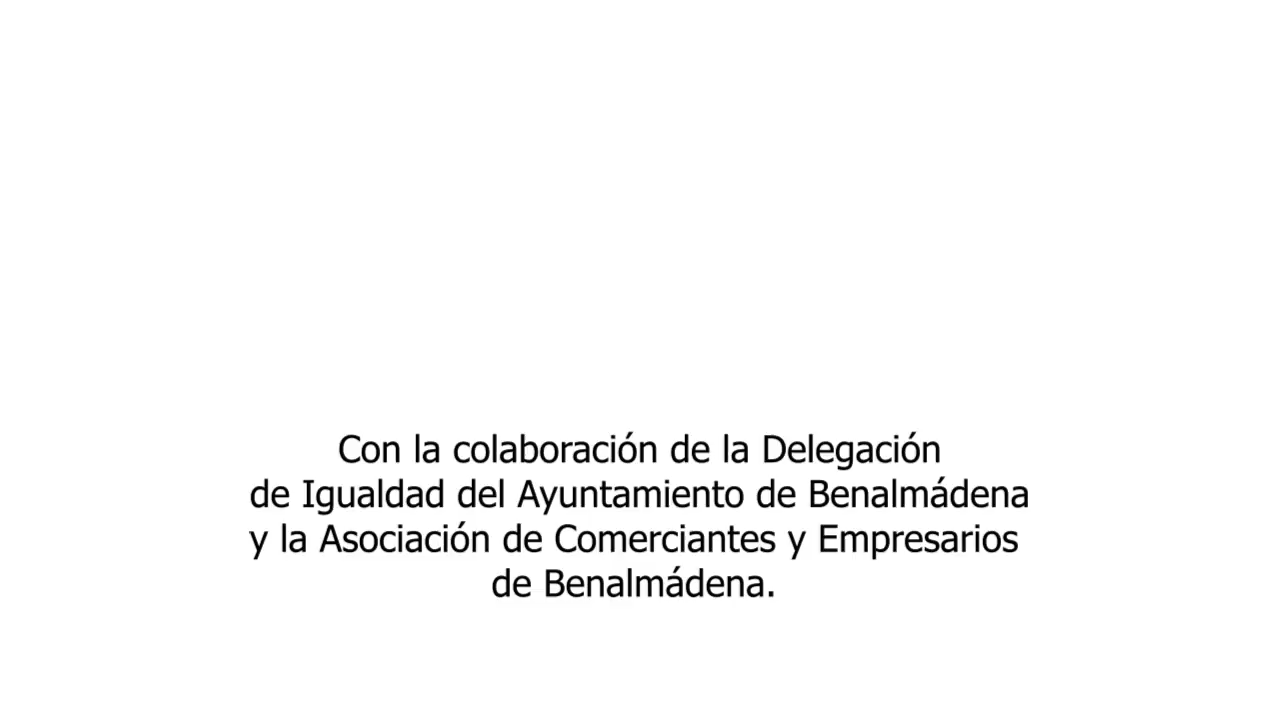 Con la colaboración de la Delegación
de Igualdad del Ayuntamiento de Benalmádena
y la Asociación de Comerciantes y Empresarios
de Benalmádena.